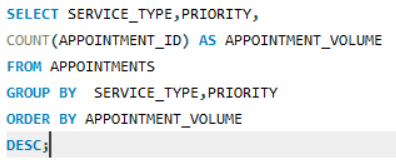 SELECT SERVICE_TYPE,PRIORITY,
COUNT(APPOINTMENT_ID) AS APPOINTMENT_VOLUME
FROM APPOINTMENTS
GROUP BY  SERVICE_TYPE,PRIORITY
ORDER BY APPOINTMENT_VOLUME
DESC;